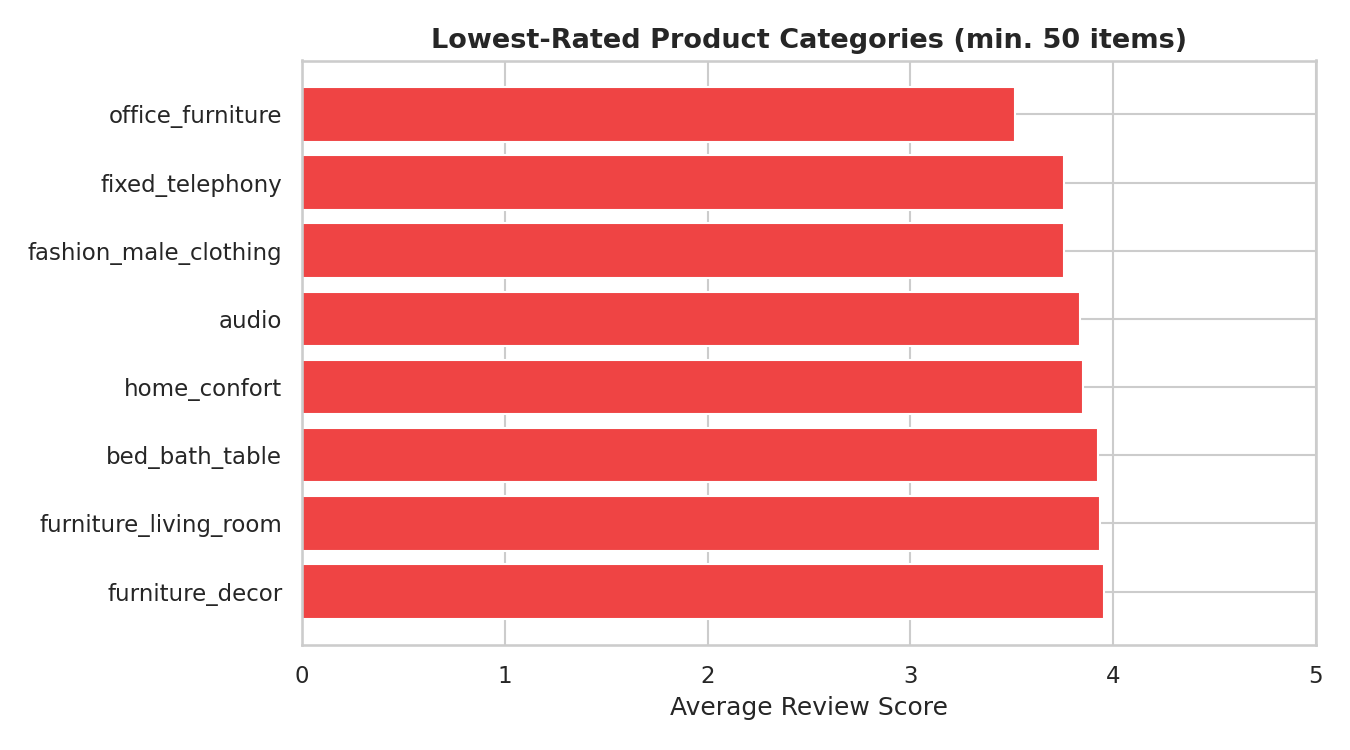 Lowest-Rated Product Categories (min. 50 items)
office_furniture
fixed_telephony
fashion_male_clothing
audio
home_confort
bed_bath_table
furniture_living_room
furniture_decor
0 1 2 3 4 5
Average Review Score